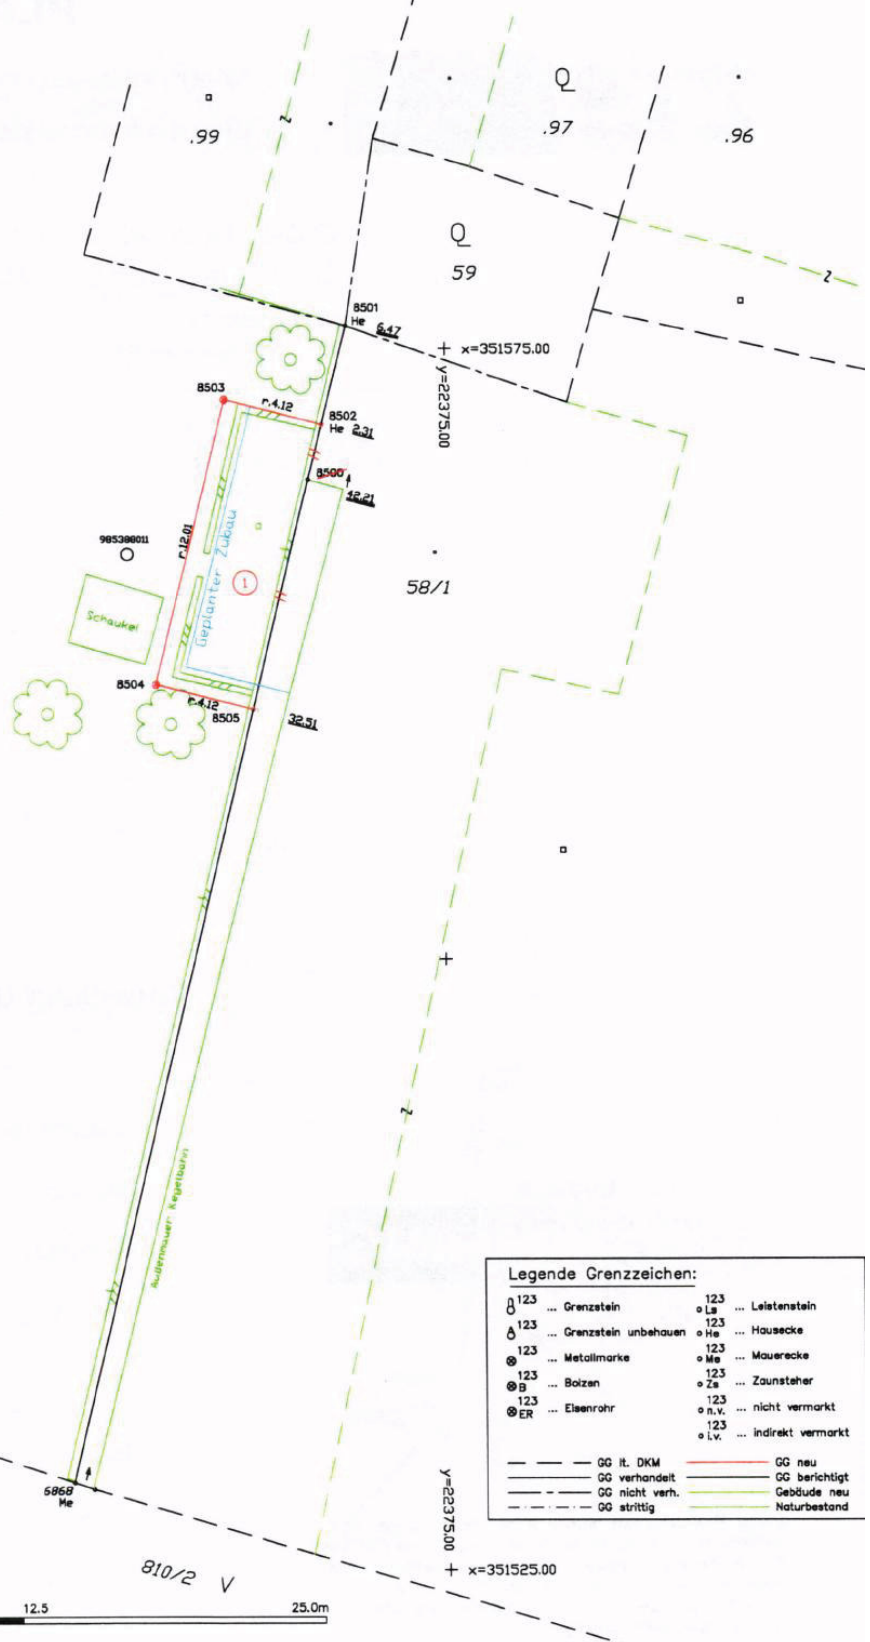 .99
Q
.97
.96
Q
59
8501
He 6.47
x=351575.00
y=22375.00
8503
r.4.12
8502
He 2.31
8500
42.21
r.12.01
Geplanter Zubau
985388011
1
58/1
Schaukel
8504
r.4.12
8505
32.51
Außenmauer Kegelbahn
Legende Grenzzeichen:
123 ... Grenzstein
123 Ls ... Leistenstein
123 ... Grenzstein unbehauen
123 He ... Hausecke
123 ... Metallmarke
123 Me ... Mauerecke
123 B ... Bolzen
123 Zs ... Zaunsteher
123 ER ... Eisenrohr
123 n.v. ... nicht vermarkt
123 i.v. ... indirekt vermarkt
GG lt. DKM
GG neu
GG verhandelt
GG berichtigt
GG nicht verh.
Gebäude neu
GG strittig
Naturbestand
6868
Me
y=22375.00
x=351525.00
810/2 V
12.5
25.0m